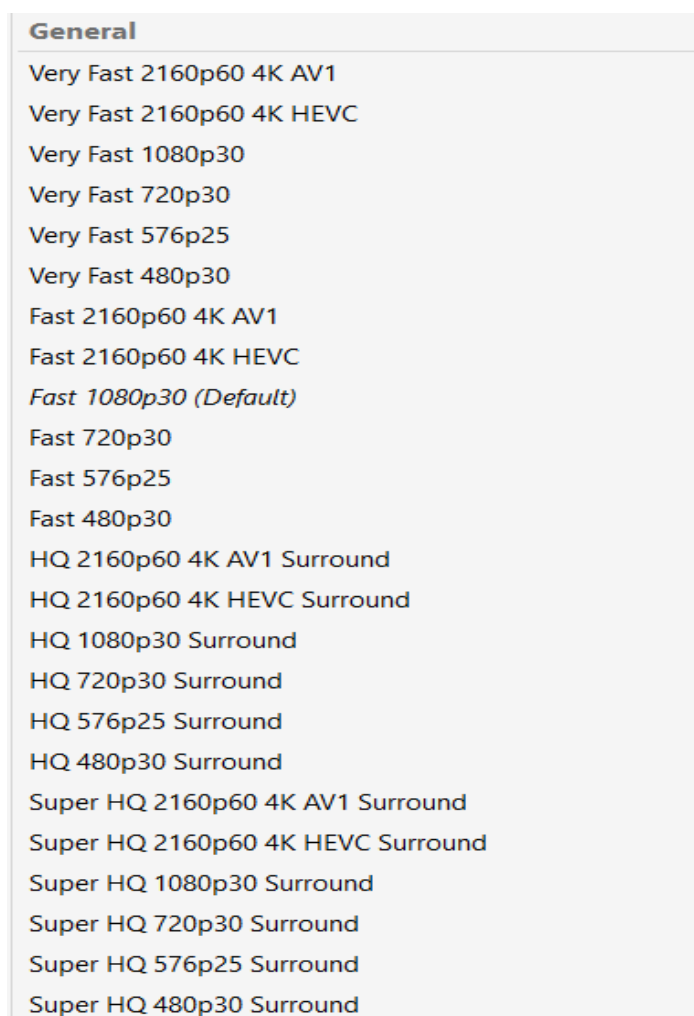 General
Very Fast 2160p60 4K AV1
Very Fast 2160p60 4K HEVC
Very Fast 1080p30
Very Fast 720p30
Very Fast 576p25
Very Fast 480p30
Fast 2160p60 4K AV1
Fast 2160p60 4K HEVC
Fast 1080p30 (Default)
Fast 720p30
Fast 576p25
Fast 480p30
HQ 2160p60 4K AV1 Surround
HQ 2160p60 4K HEVC Surround
HQ 1080p30 Surround
HQ 720p30 Surround
HQ 576p25 Surround
HQ 480p30 Surround
Super HQ 2160p60 4K AV1 Surround
Super HQ 2160p60 4K HEVC Surround
Super HQ 1080p30 Surround
Super HQ 720p30 Surround
Super HQ 576p25 Surround
Super HQ 480p30 Surround